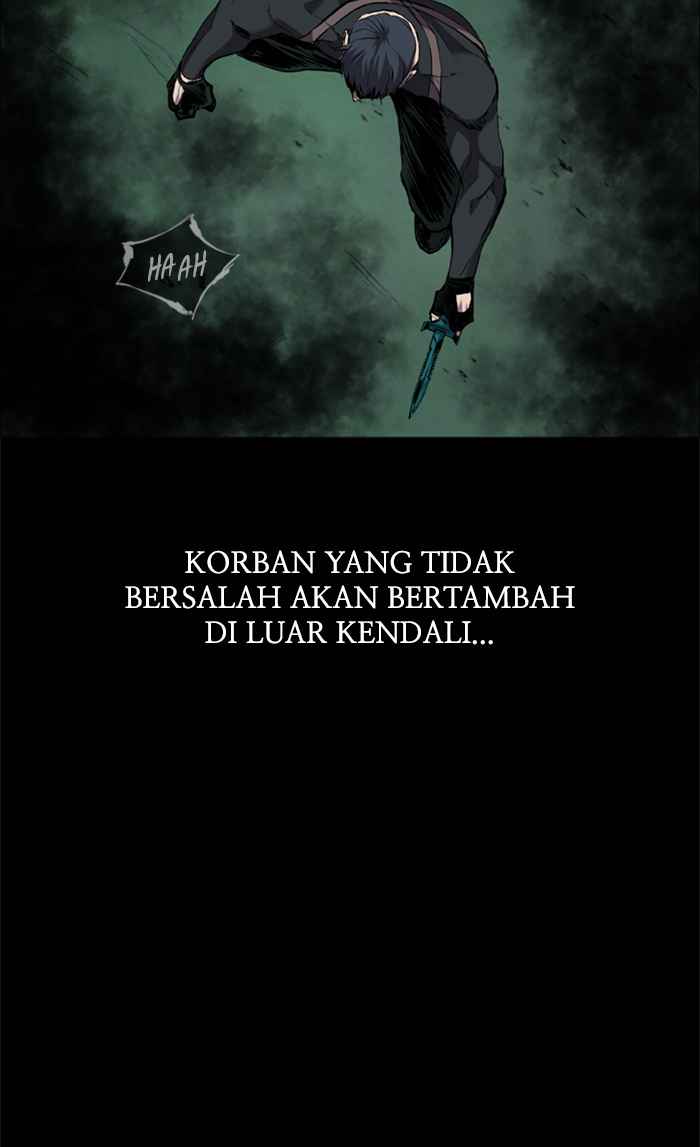 HAAH
KORBAN YANG TIDAK
BERSALAH AKAN BERTAMBAH
DI LUAR KENDALI...